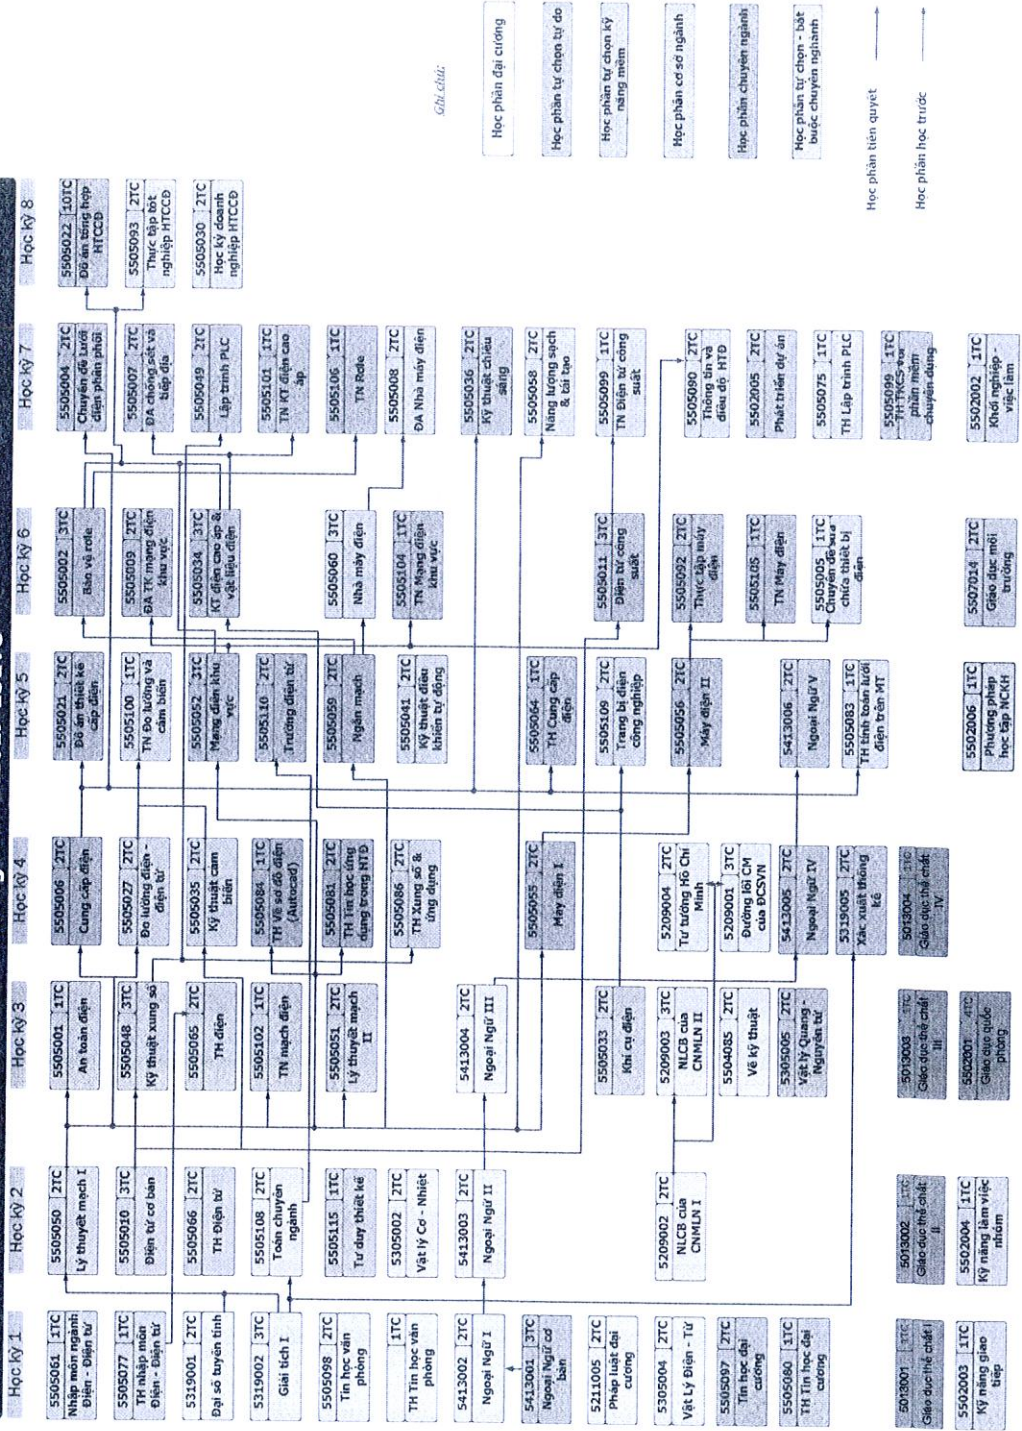 Học kỳ 1
5505061 1TC
Nhập môn ngành
Điện - Điện tử
5505077 1TC
TH nhập môn
Điện - Điện tử
5319001 2TC
Đại số tuyến tính
5319002 3TC
Giải tích I
5505098 2TC
Tin học văn
phòng
1TC
TH Tin học văn
phòng
5413002 2TC
Ngoại Ngữ I
5413001 3TC
Ngoại Ngữ cơ
bản
5211005 2TC
Pháp luật đại
cương
5305004 2TC
Vật Lý Điện - Từ
5505097 2TC
Tin học đại
cương
5505080 1TC
TH Tin học đại
cương
5013001 1TC
Giáo dục thể chất I
5502003 1TC
Kỹ năng giao
tiếp
Học kỳ 2
5505050 2TC
Lý thuyết mạch I
5505010 3TC
Điện tử cơ bản
5505066 2TC
TH Điện tử
5505108 2TC
Toán chuyên
ngành
5505115 1TC
Tư duy thiết kế
5305002 2TC
Vật lý Cơ - Nhiệt
5413003 2TC
Ngoại Ngữ II
5209002 2TC
NLCB của
CNMLN I
5013002 1TC
Giáo dục thể chất
II
5502004 1TC
Kỹ năng làm việc
nhóm
Học kỳ 3
5505001 1TC
An toàn điện
5505048 3TC
Kỹ thuật xung số
5505065 2TC
TH điện
5505102 1TC
TN mạch điện
5505051 2TC
Lý thuyết mạch
II
5413004 2TC
Ngoại Ngữ III
5505033 2TC
Khí cụ điện
5209003 3TC
NLCB của
CNMLN II
5504085 2TC
Vẽ kỹ thuật
5305005 2TC
Vật lý Quang -
Nguyên tử
5013003 1TC
Giáo dục thể chất
III
5502001 4TC
Giáo dục quốc
phòng
Học kỳ 4
5505006 2TC
Cung cấp điện
5505027 2TC
Đo lường điện -
điện tử
5505035 2TC
Kỹ thuật cảm
biến
5505084 1TC
TH Vẽ sơ đồ điện
(Autocad)
5505081 2TC
TH Tin học ứng
dụng trong HTĐ
5505086 2TC
TH Xung số &
ứng dụng
5505055 2TC
Máy điện I
5209004 2TC
Tư tưởng Hồ Chí
Minh
5209001 3TC
Đường lối CM
của ĐCSVN
5413005 2TC
Ngoại Ngữ IV
5319005 2TC
Xác xuất thống
kê
5013004 1TC
Giáo dục thể chất
IV
Học kỳ 5
5505021 2TC
Đồ án thiết kế
cấp điện
5505100 1TC
TN Đo lường và
cảm biến
5505052 3TC
Mạng điện khu
vực
5505110 2TC
Trường điện từ
5505059 2TC
Ngắn mạch
5505041 2TC
Kỹ thuật điều
khiển tự động
5505064 1TC
TH Cung cấp
điện
5505109 2TC
Trang bị điện
công nghiệp
5505056 2TC
Máy điện II
5413006 2TC
Ngoại Ngữ V
5505083 1TC
TH tính toán lưới
điện trên MT
5502006 1TC
Phương pháp
học tập NCKH
Học kỳ 6
5505002 3TC
Bảo vệ role
5505009 2TC
ĐA TK mạng điện
khu vực
5505034 3TC
KT điện cao áp &
vật liệu điện
5505060 3TC
Nhà máy điện
5505104 1TC
TN Mạng điện
khu vực
5505011 3TC
Điện tử công
suất
5505092 2TC
Thực tập máy
điện
5505105 1TC
TN Máy điện
5505005 1TC
Chuyên đề sửa
chữa thiết bị
điện
5507014 2TC
Giáo dục môi
trường
Học kỳ 7
5505004 2TC
Chuyên đề Lưới
điện phân phối
5505007 2TC
ĐA chống sét và
tiếp địa
5505049 2TC
Lập trình PLC
5505101 1TC
TN KT điện cao
áp
5505106 1TC
TN Role
5505008 2TC
ĐA Nhà máy điện
5505036 2TC
Kỹ thuật chiếu
sáng
5505058 2TC
Năng lượng sạch
& tái tạo
5505099 1TC
TN Điện tử công
suất
5505090 2TC
Thông tin và
điều độ HTĐ
5502005 2TC
Phát triển dự án
5505075 1TC
TH Lập trình PLC
5505099 1TC
TH TKCS với
phần mềm
chuyên dụng
5502002 1TC
Khởi nghiệp -
việc làm
Học kỳ 8
5505022 10TC
Đồ án tổng hợp
HTCCĐ
5505093 2TC
Thực tập tốt
nghiệp HTCCĐ
5505030 2TC
Học kỳ doanh
nghiệp HTCCĐ
Ghi chú:
Học phần đại cương
Học phần tự chọn tự do
Học phần tự chọn kỹ
năng mềm
Học phần cơ sở ngành
Học phần chuyên ngành
Học phần tự chọn - bắt
buộc chuyên nghành
Học phần tiên quyết
Học phần học trước